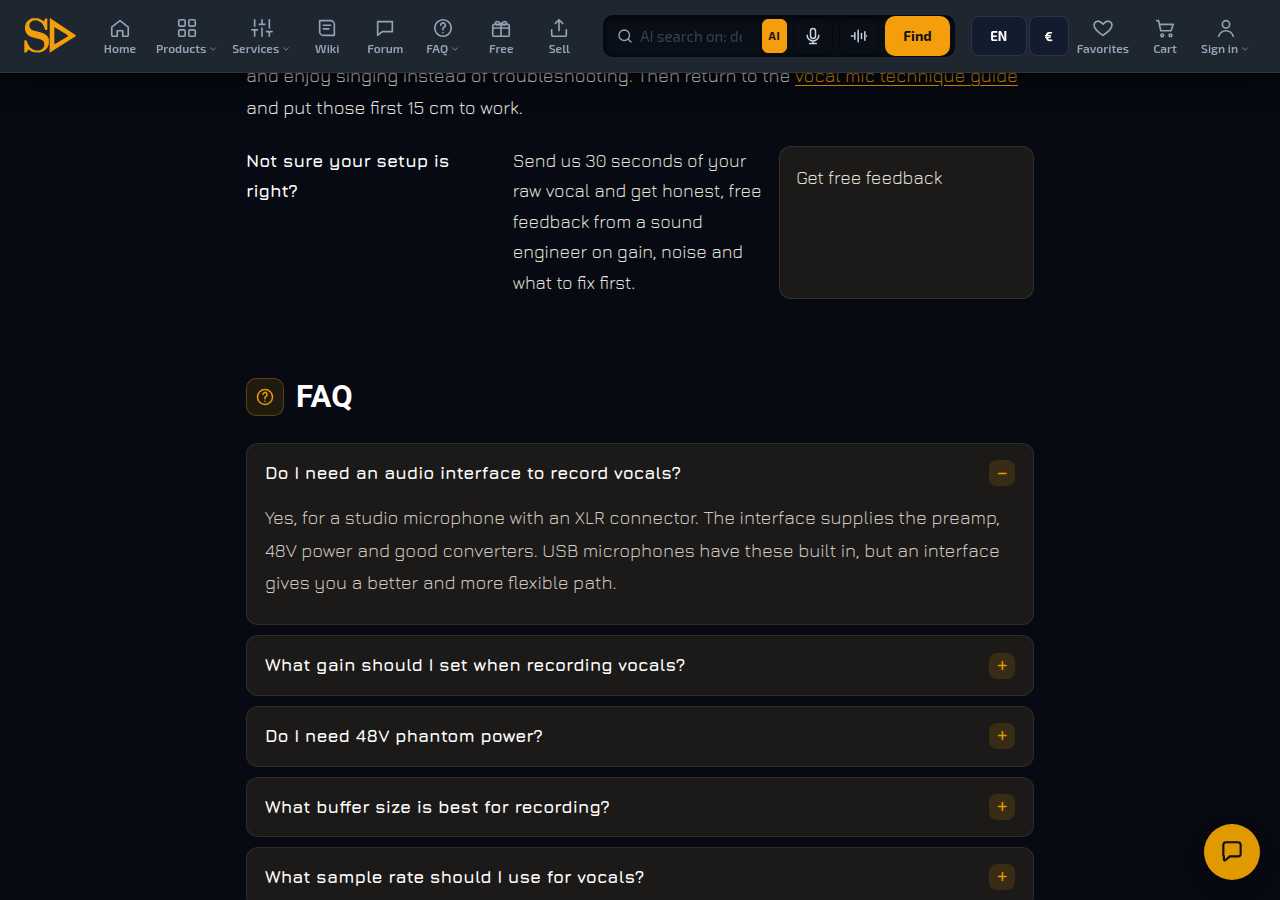 Home
Products
Services
Wiki
Forum
FAQ
Free
Sell
AI search on: de
AI
Find
EN
€
Favorites
Cart
Sign in
and enjoy singing instead of troubleshooting. Then return to the vocal mic technique guide
and put those first 15 cm to work.
Not sure your setup is
right?
Send us 30 seconds of your
raw vocal and get honest, free
feedback from a sound
engineer on gain, noise and
what to fix first.
Get free feedback
FAQ
Do I need an audio interface to record vocals?
Yes, for a studio microphone with an XLR connector. The interface supplies the preamp,
48V power and good converters. USB microphones have these built in, but an interface
gives you a better and more flexible path.
What gain should I set when recording vocals?
Do I need 48V phantom power?
What buffer size is best for recording?
What sample rate should I use for vocals?